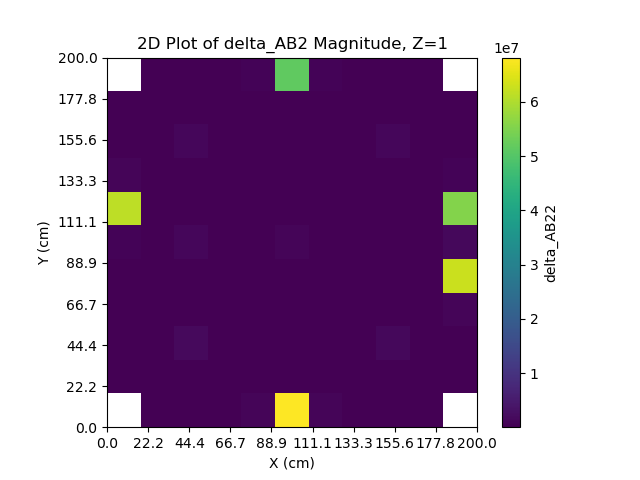 2D Plot of delta_AB2 Magnitude, Z=1
1e7
200.0
177.8
155.6
133.3
111.1
88.9
66.7
44.4
22.2
0.0
Y (cm)
0.0 22.2 44.4 66.7 88.9 111.1 133.3 155.6 177.8 200.0
X (cm)
6
5
4
3
2
1
delta_AB22